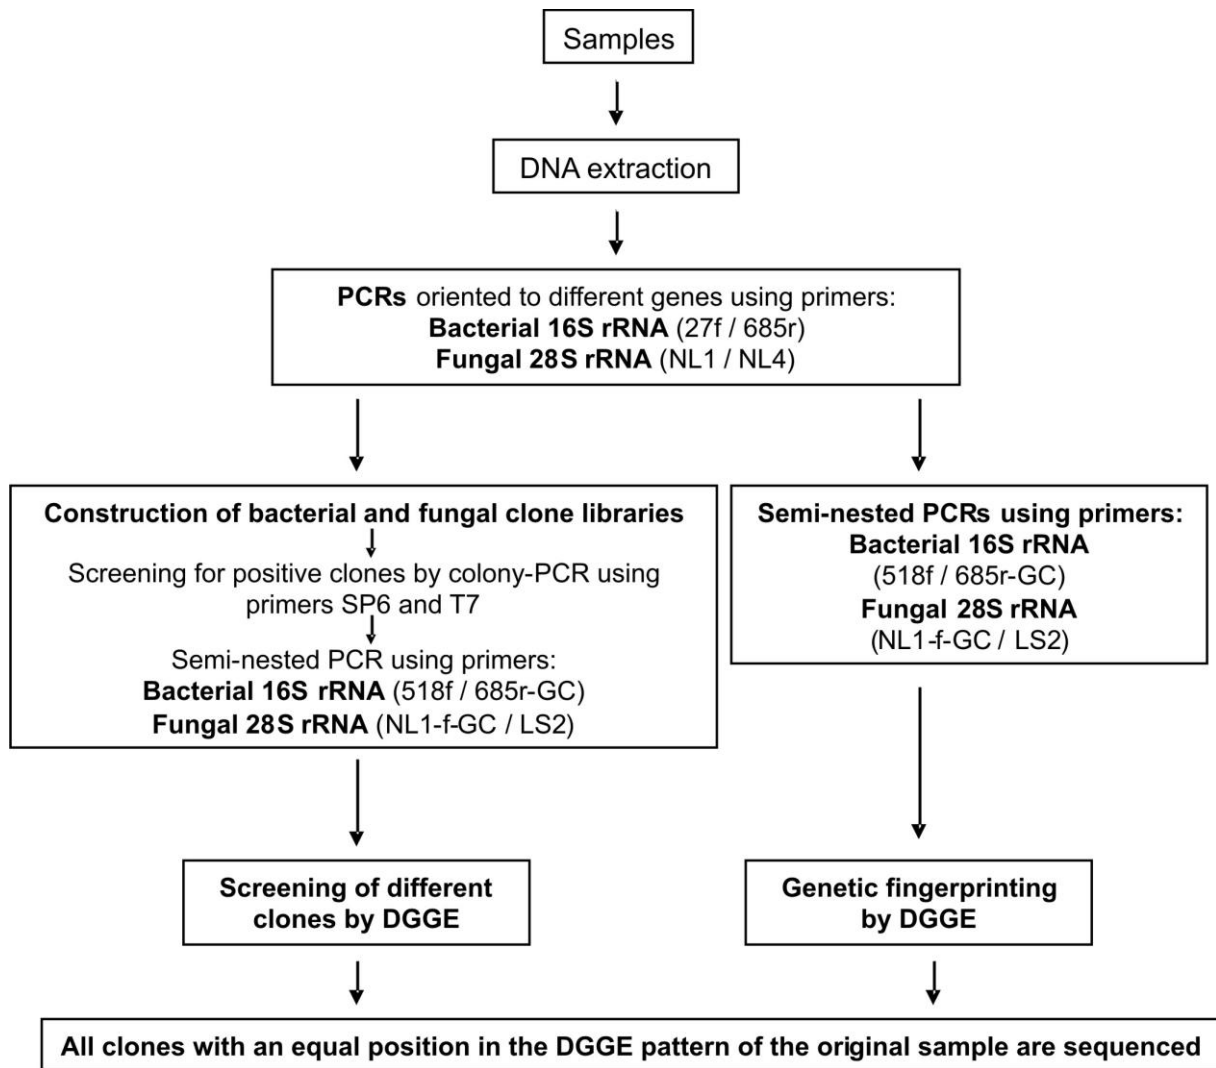 Samples
DNA extraction
PCRs oriented to different genes using primers:
Bacterial 16S rRNA (27f / 685r)
Fungal 28S rRNA (NL1 / NL4)
Construction of bacterial and fungal clone libraries
Screening for positive clones by colony-PCR using
primers SP6 and T7
Semi-nested PCR using primers:
Bacterial 16S rRNA (518f / 685r-GC)
Fungal 28S rRNA (NL1-f-GC / LS2)
Semi-nested PCRs using primers:
Bacterial 16S rRNA
(518f / 685r-GC)
Fungal 28S rRNA
(NL1-f-GC / LS2)
Screening of different
clones by DGGE
Genetic fingerprinting
by DGGE
All clones with an equal position in the DGGE pattern of the original sample are sequenced